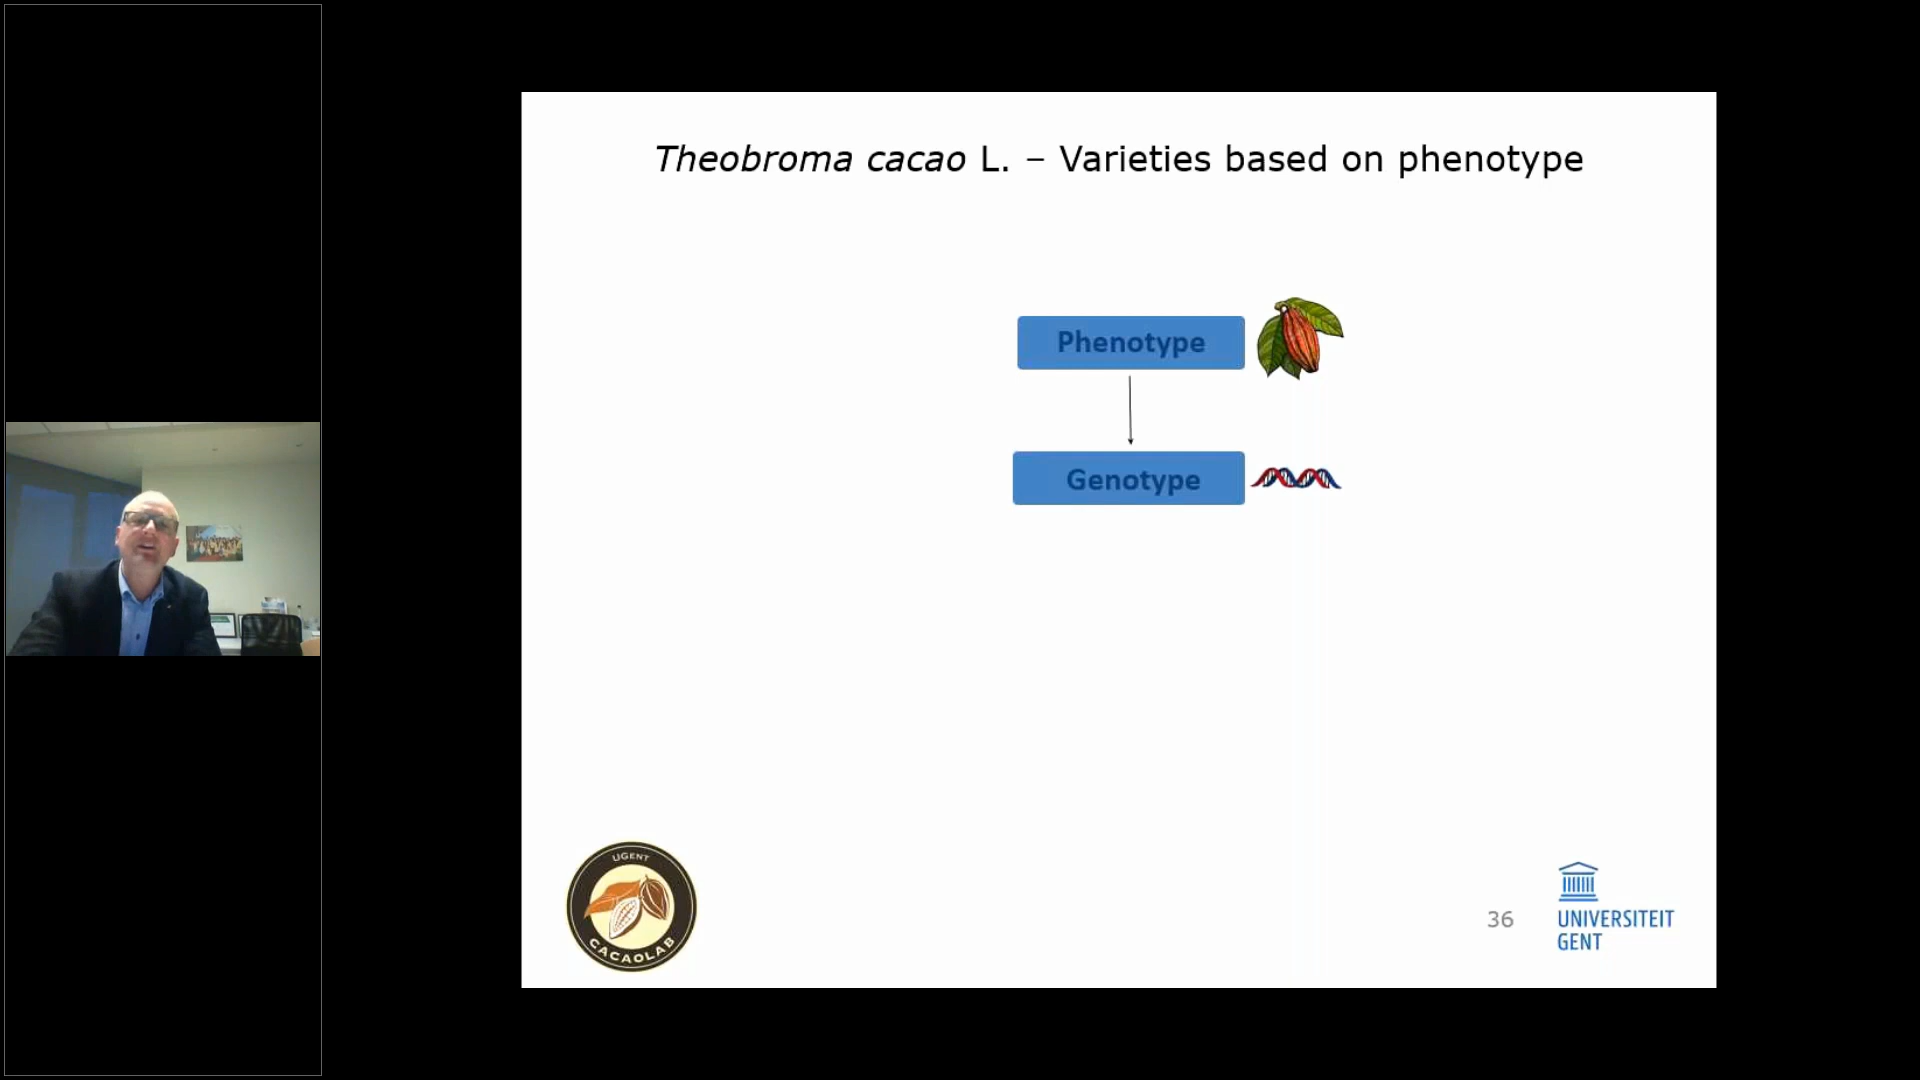 Theobroma cacao L. – Varieties based on phenotype
Phenotype
Genotype
UGENT
CACAOLAB
36
UNIVERSITEIT
GENT